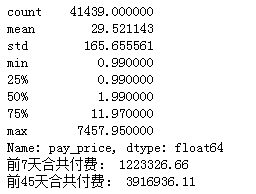 count    41439.000000
mean        29.521143
std        165.655561
min          0.990000
25%          0.990000
50%          1.990000
75%         11.970000
max       7457.950000
Name: pay_price, dtype: float64
前7天合共付费： 1223326.66
前45天合共付费： 3916936.11